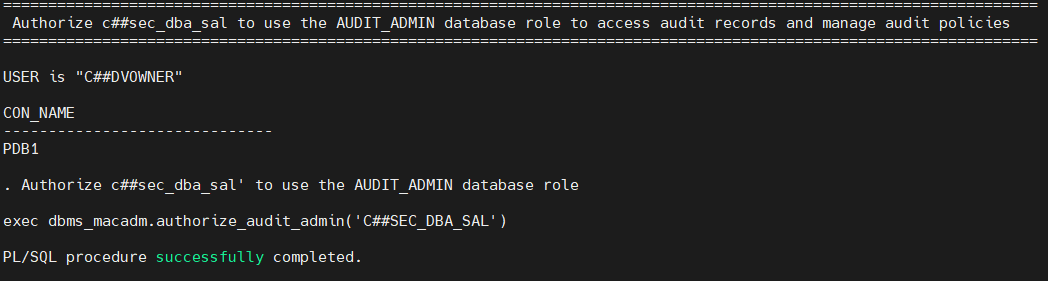 ===================================================================================================================
Authorize c##sec_dba_sal to use the AUDIT_ADMIN database role to access audit records and manage audit policies
===================================================================================================================
USER is "C##DVOWNER"
CON_NAME
------------------------------
PDB1
. Authorize c##sec_dba_sal' to use the AUDIT_ADMIN database role
exec dbms_macadm.authorize_audit_admin('C##SEC_DBA_SAL')
PL/SQL procedure successfully completed.